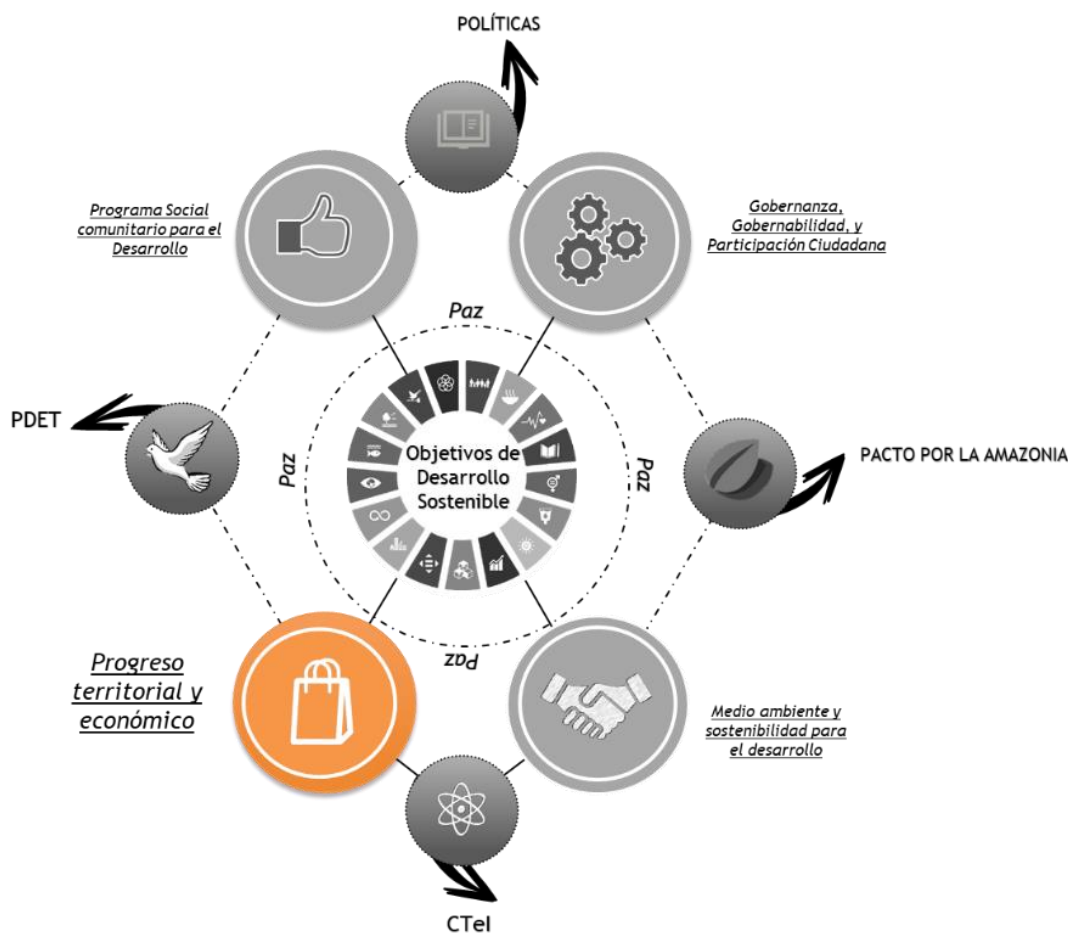 POLÍTICAS
Programa Social
comunitario para el
Desarrollo
Gobernanza,
Gobernabilidad, y
Participación Ciudadana
Paz
PDET
Paz
Objetivos de
Desarrollo
Sostenible
Paz
PACTO POR LA AMAZONIA
Paz
Progreso
territorial y
económico
Medio ambiente y
sostenibilidad para
el desarrollo
CTeI